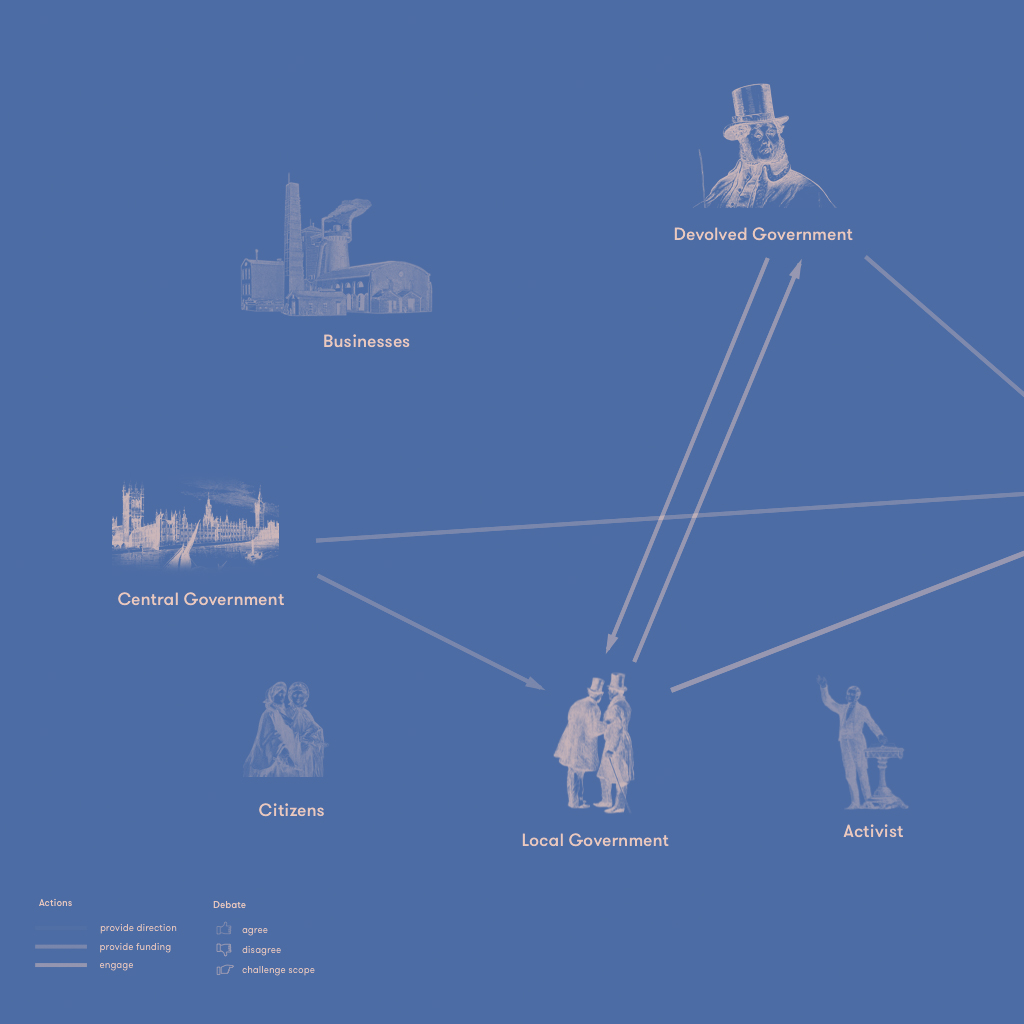 Devolved Government
Businesses
Central Government
Citizens
Local Government
Activist
Actions
provide direction
provide funding
engage
Debate
agree
disagree
challenge scope